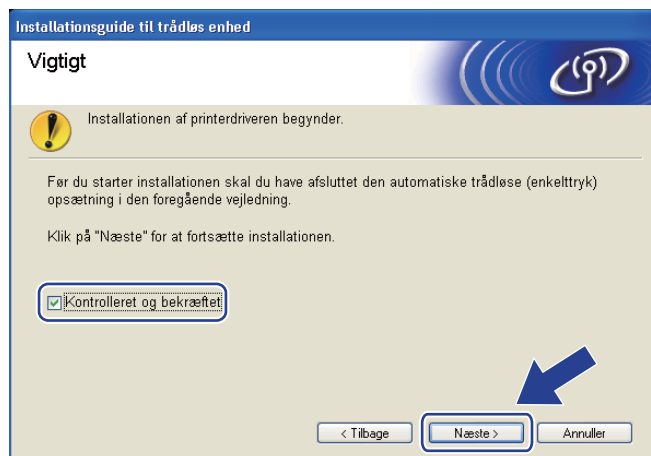 Installationsguide til trådløs enhed
Vigtigt
Installationen af printerdriveren begynder.
Før du starter installationen skal du have afsluttet den automatiske trådløse (enkelttryk)
opsætning i den foregående vejledning.
Klik på "Næste" for at fortsætte installationen.
Kontrolleret og bekræftet
< Tilbage
Næste >
Annuller